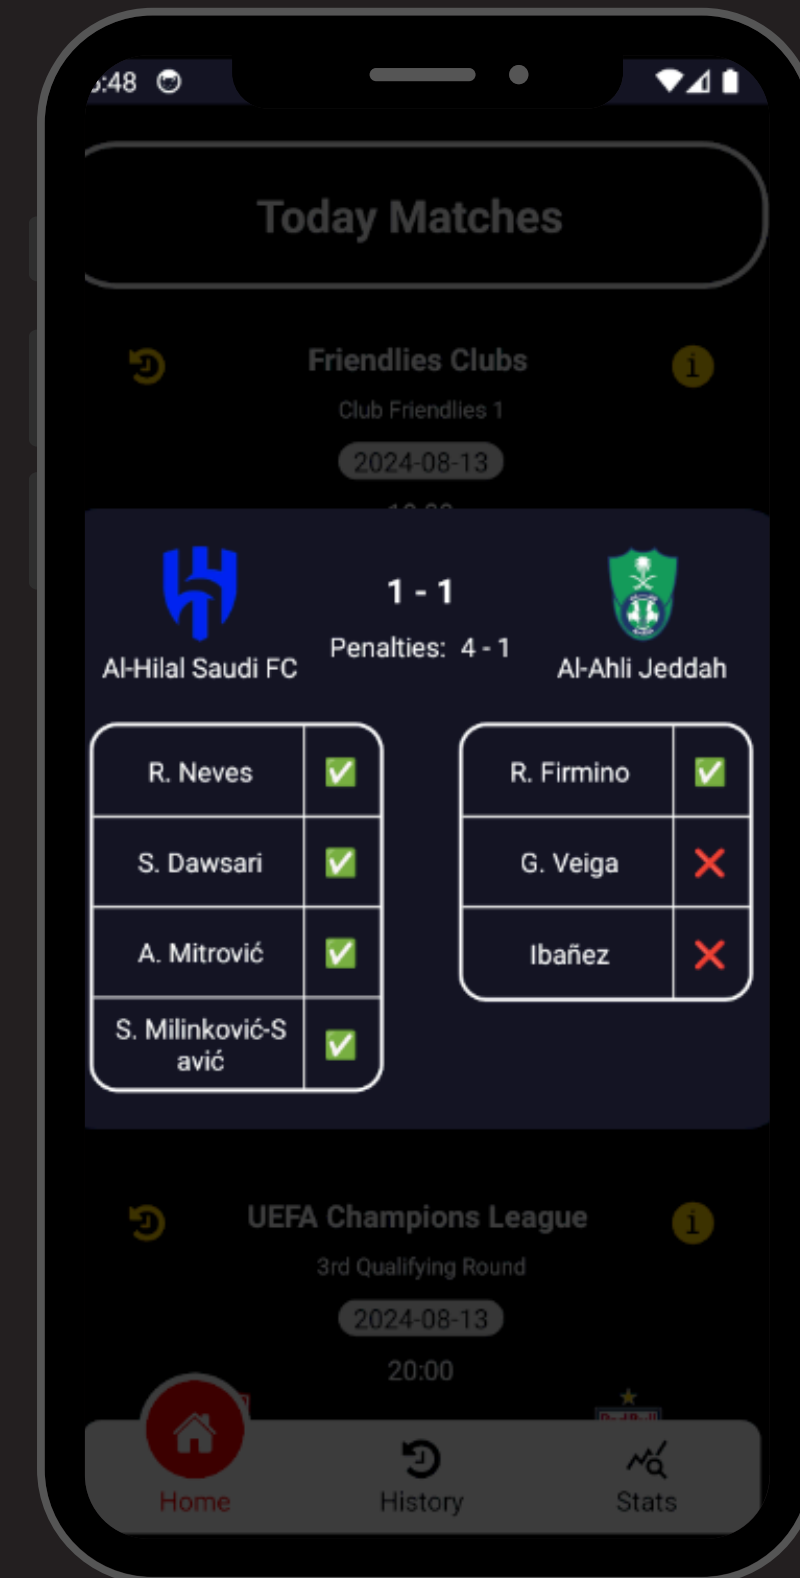 :48
Today Matches
Friendlies Clubs
Club Friendlies 1
2024-08-13
1 - 1
Penalties: 4 - 1
Al-Hilal Saudi FC
Al-Ahli Jeddah
R. Neves ✅
S. Dawsari ✅
A. Mitrović ✅
S. Milinković-S
avić ✅
R. Firmino ✅
G. Veiga ❌
Ibañez ❌
UEFA Champions League
3rd Qualifying Round
2024-08-13
20:00
Home
History
Stats